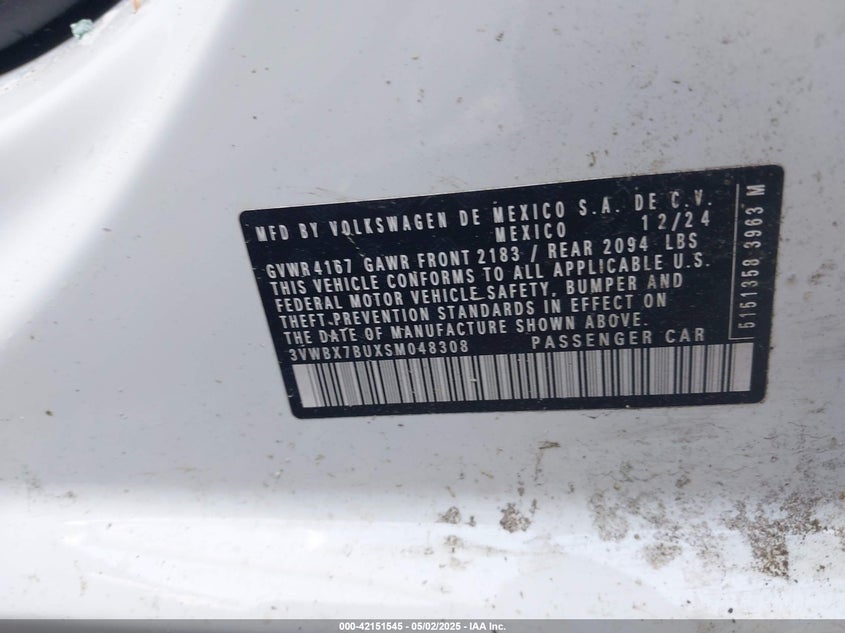 MFD BY VOLKSWAGEN DE MEXICO S.A. DE C.V.
MEXICO 12/24
GVWR 4167 GAWR FRONT 2183 / REAR 2094 LBS
THIS VEHICLE CONFORMS TO ALL APPLICABLE U.S.
FEDERAL MOTOR VEHICLE SAFETY, BUMPER AND
THEFT PREVENTION STANDARDS IN EFFECT ON
THE DATE OF MANUFACTURE SHOWN ABOVE.
3VWBX7BUXSM048308 PASSENGER CAR
5151358 3963 M
000-42151545 - 05/02/2025 - IAA Inc.